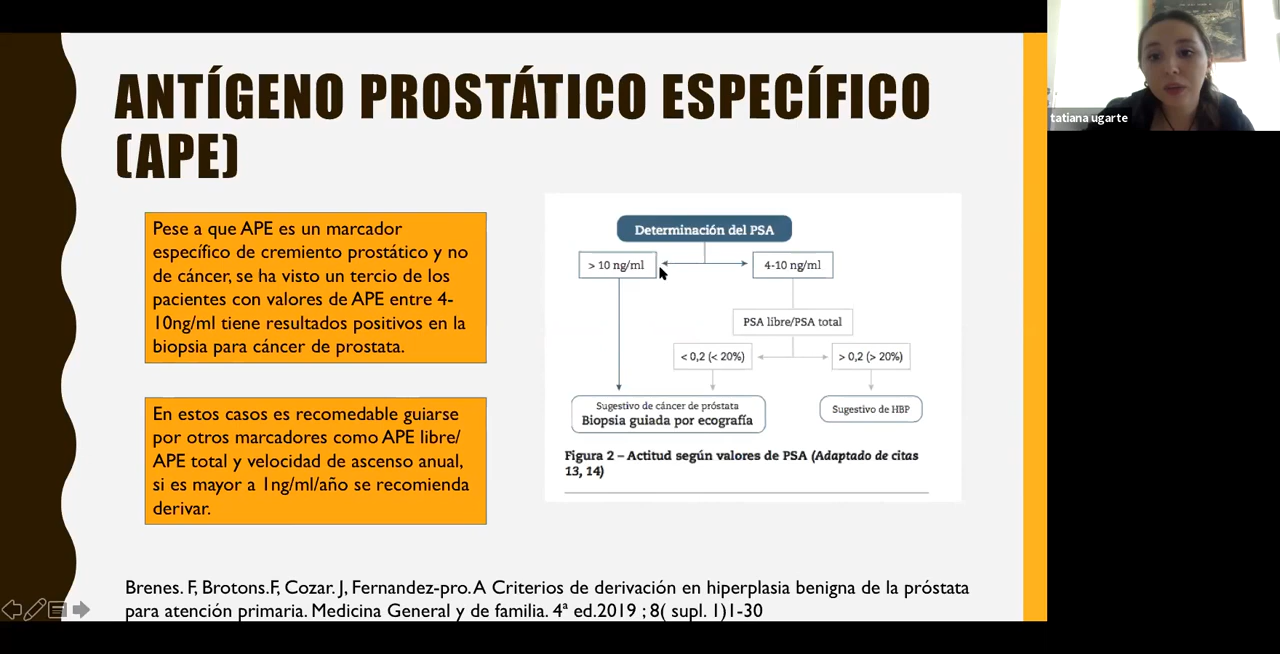 ANTÍGENO PROSTÁTICO ESPECÍFICO
(APE)
tatiana ugarte
Pese a que APE es un marcador
específico de cremiento prostático y no
de cáncer, se ha visto un tercio de los
pacientes con valores de APE entre 4-
10ng/ml tiene resultados positivos en la
biopsia para cáncer de prostata.
En estos casos es recomedable guiarse
por otros marcadores como APE libre/
APE total y velocidad de ascenso anual,
si es mayor a 1ng/ml/año se recomienda
derivar.
Determinación del PSA
> 10 ng/ml
4-10 ng/ml
PSA libre/PSA total
< 0,2 (< 20%)
> 0,2 (> 20%)
Sugestivo de cáncer de próstata
Biopsia guiada por ecografía
Sugestivo de HBP
Figura 2 – Actitud según valores de PSA (Adaptado de citas
13, 14)
Brenes. F, Brotons.F, Cozar. J, Fernandez-pro. A Criterios de derivación en hiperplasia benigna de la próstata
para atención primaria. Medicina General y de familia. 4ª ed.2019 ; 8( supl. 1)1-30